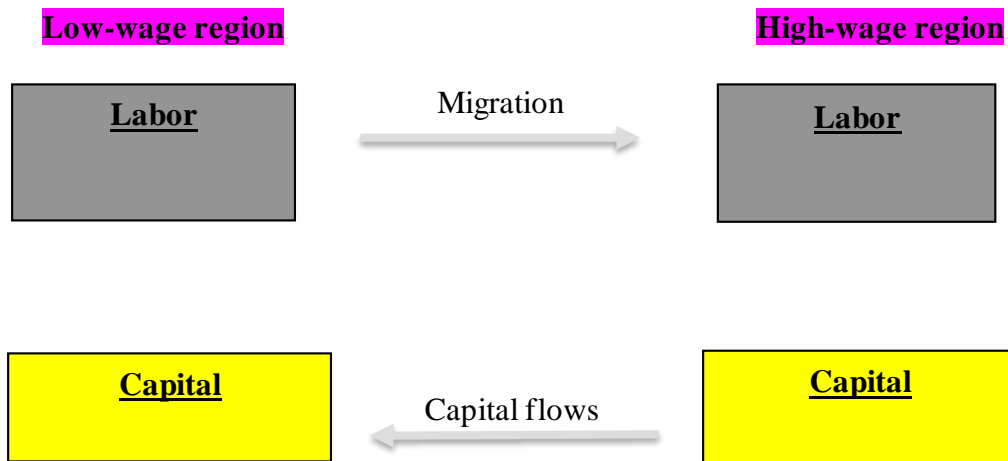 Low-wage region
High-wage region
Labor
Migration
Labor
Capital
Capital flows
Capital